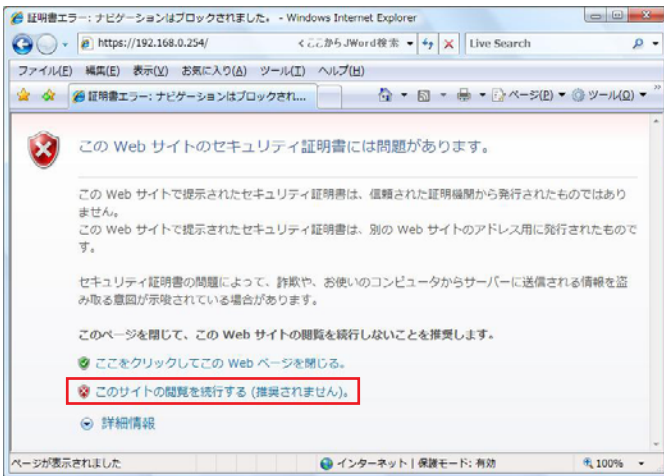 証明書エラー: ナビゲーションはブロックされました。 - Windows Internet Explorer
https://192.168.0.254/ <ここからJWord検索 Live Search
ファイル(F) 編集(E) 表示(V) お気に入り(A) ツール(T) ヘルプ(H)
証明書エラー: ナビゲーションはブロックされ... ページ(P) ツール(O)
この Web サイトのセキュリティ証明書には問題があります。
この Web サイトで提示されたセキュリティ証明書は、信頼された証明機関から発行されたものではあり
ません。
この Web サイトで提示されたセキュリティ証明書は、別の Web サイトのアドレス用に発行されたもので
す。
セキュリティ証明書の問題によって、詐欺や、お使いのコンピュータからサーバーに送信される情報を盗
み取る意図が示唆されている場合があります。
このページを閉じて、この Web サイトの閲覧を続行しないことを推奨します。
ここをクリックしてこの Web ページを閉じる。
このサイトの閲覧を続行する (推奨されません)。
詳細情報
ページが表示されました インターネット | 保護モード: 有効 100%